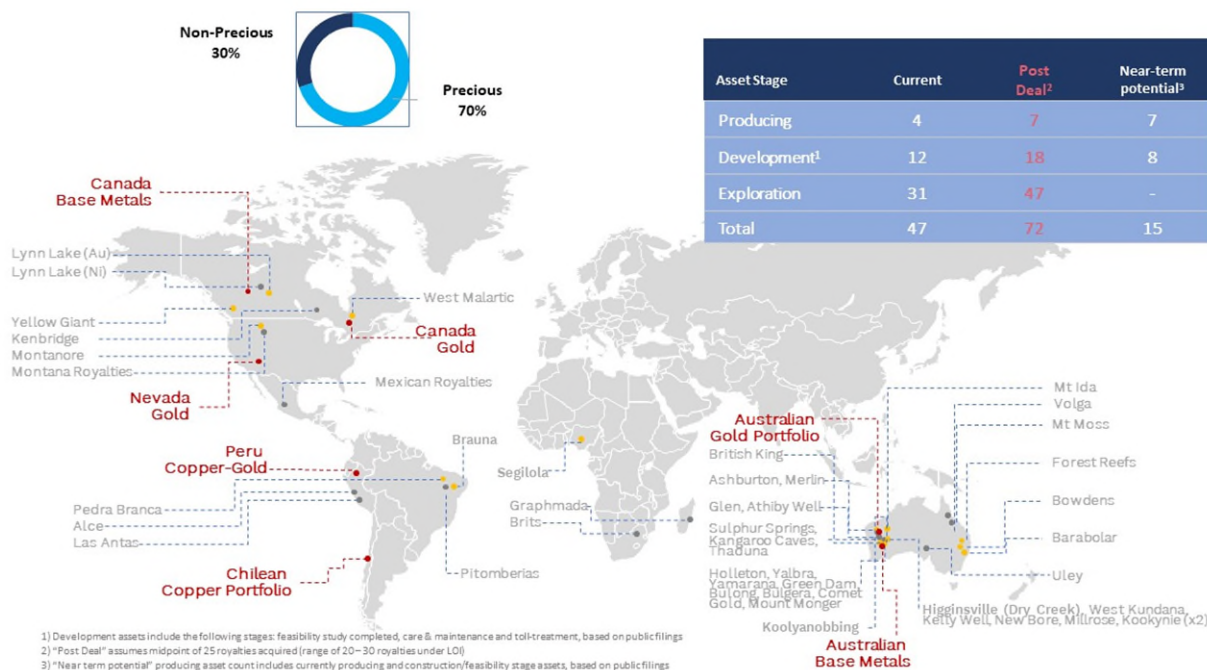 Non-Precious
30%
Precious
70%
Asset Stage Current Post Deal² Near-term potential³
Producing 4 7 7
Development¹ 12 18 8
Exploration 31 47 -
Total 47 72 15
Canada
Base Metals
Lynn Lake (Au)
Lynn Lake (Ni)
Yellow Giant
Kenbridge
Montanore
Montana Royalties
Nevada
Gold
West Malartic
Canada
Gold
Mexican Royalties
Peru
Copper-Gold
Brauna
Pedra Branca
Alce
Las Antas
Chilean
Copper Portfolio
Pitomberias
Segilola
Graphmada
Brits
Australian
Gold Portfolio
British King
Ashburton, Merlin
Glen, Athiby Well
Sulphur Springs,
Kangaroo Caves,
Thaduna
Holleton, Yalbra,
Yamarana, Green Dam,
Bulong, Bulgera, Comet
Gold, Mount Monger
Koolyanobbing
Australian
Base Metals
Mt Ida
Volga
Mt Moss
Forest Reefs
Bowdens
Barabolar
Uley
Higginsville (Dry Creek), West Kundana,
Kelly Well, New Bore, Millrose, Kookynie (x2)
1) Development assets include the following stages: feasibility study completed, care & maintenance and toll-treatment, based on public filings
2) "Post Deal" assumes midpoint of 25 royalties acquired (range of 20–30 royalties under LOI)
3) "Near term potential" producing asset count includes currently producing and construction/feasibility stage assets, based on public filings